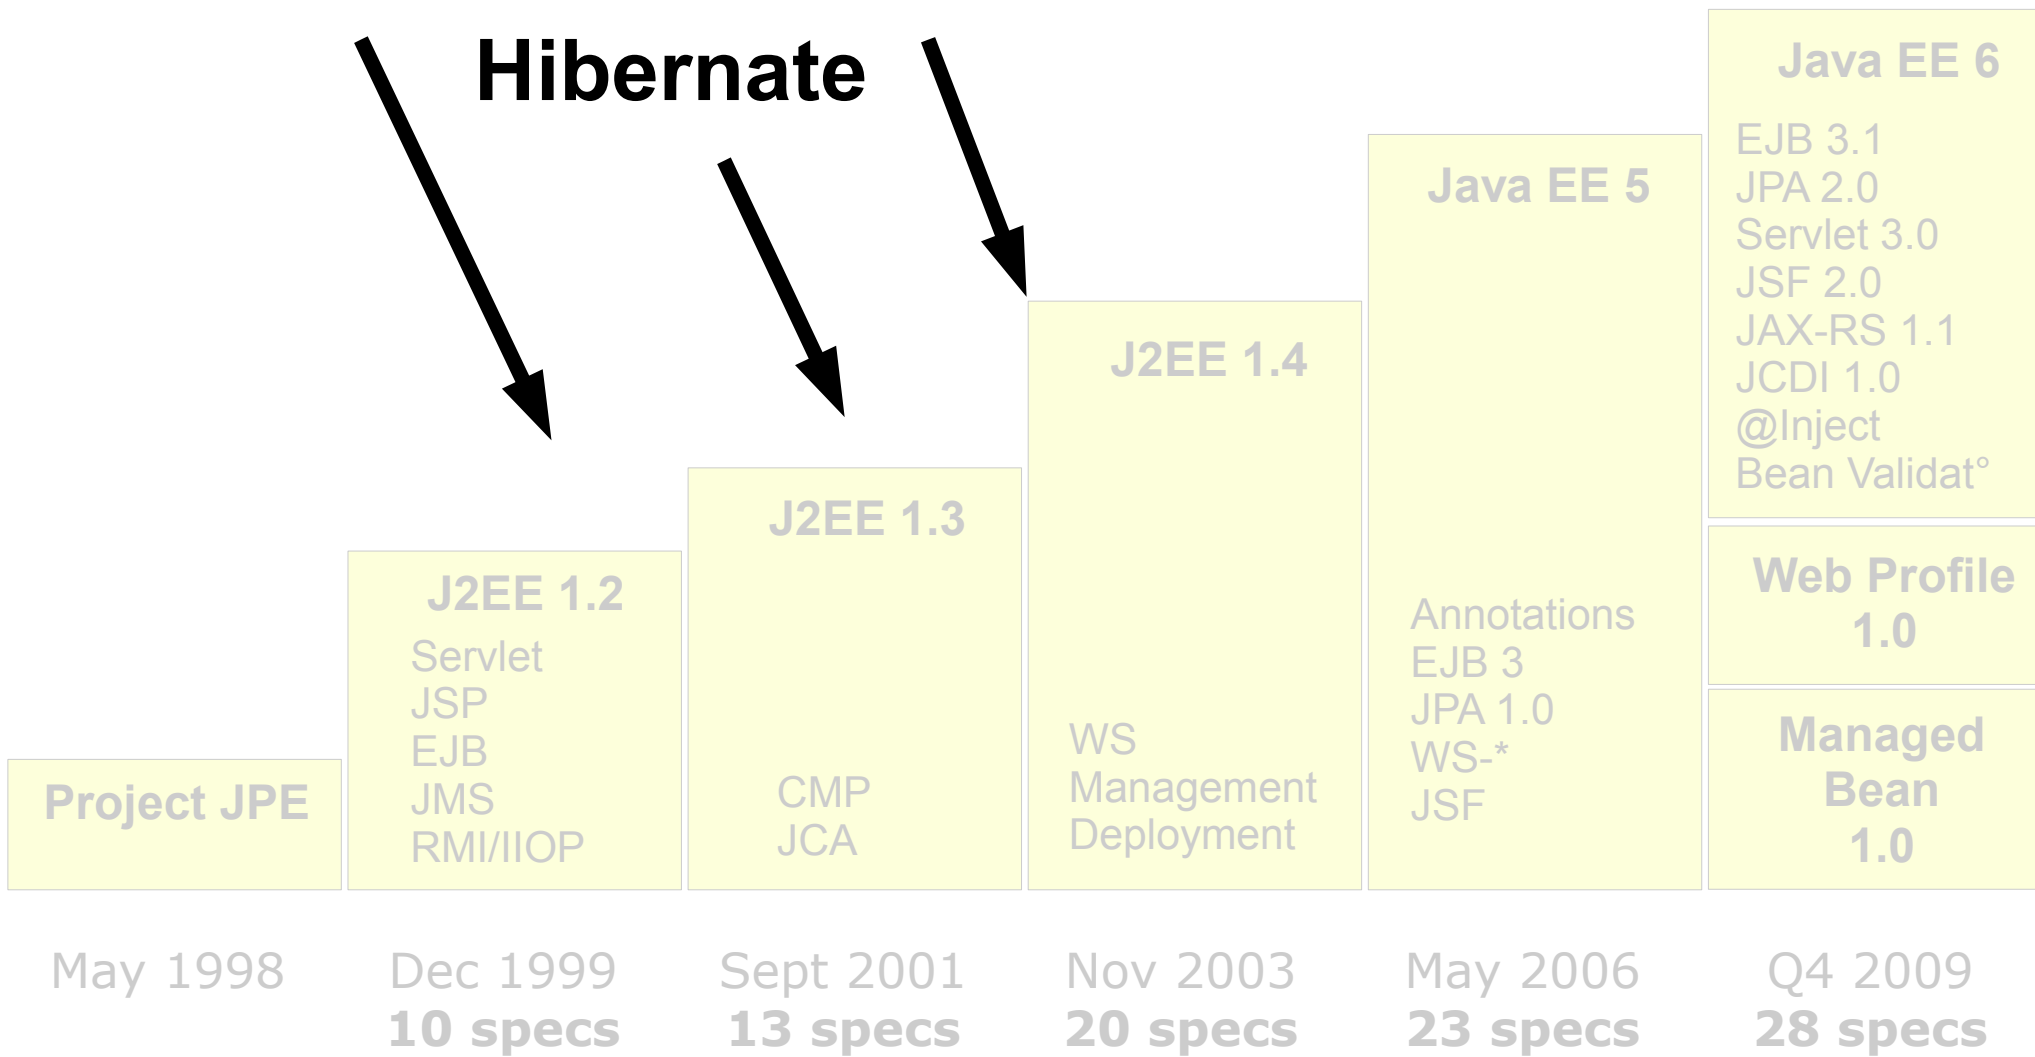 Hibernate
Project JPE
May 1998
J2EE 1.2
Servlet
JSP
EJB
JMS
RMI/IIOP
Dec 1999
10 specs
J2EE 1.3
CMP
JCA
Sept 2001
13 specs
J2EE 1.4
WS
Management
Deployment
Nov 2003
20 specs
Java EE 5
Annotations
EJB 3
JPA 1.0
WS-*
JSF
May 2006
23 specs
Java EE 6
EJB 3.1
JPA 2.0
Servlet 3.0
JSF 2.0
JAX-RS 1.1
JCDI 1.0
@Inject
Bean Validat°
Web Profile
1.0
Managed
Bean
1.0
Q4 2009
28 specs